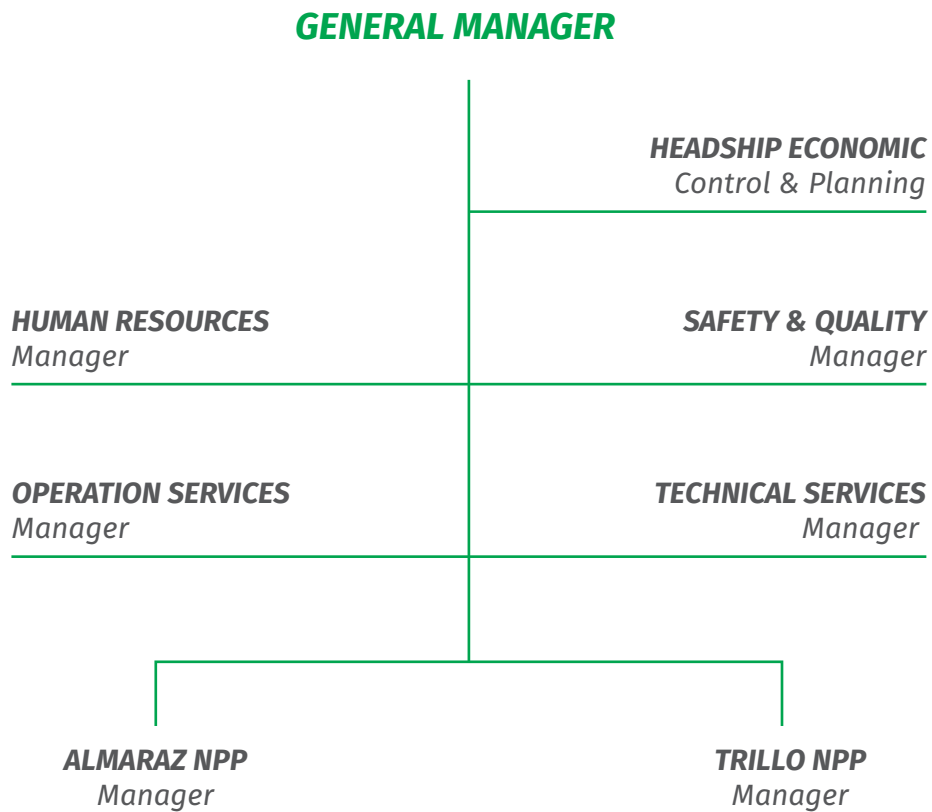 GENERAL MANAGER
HEADSHIP ECONOMIC
Control & Planning
HUMAN RESOURCES
Manager
SAFETY & QUALITY
Manager
OPERATION SERVICES
Manager
TECHNICAL SERVICES
Manager
ALMARAZ NPP
Manager
TRILLO NPP
Manager